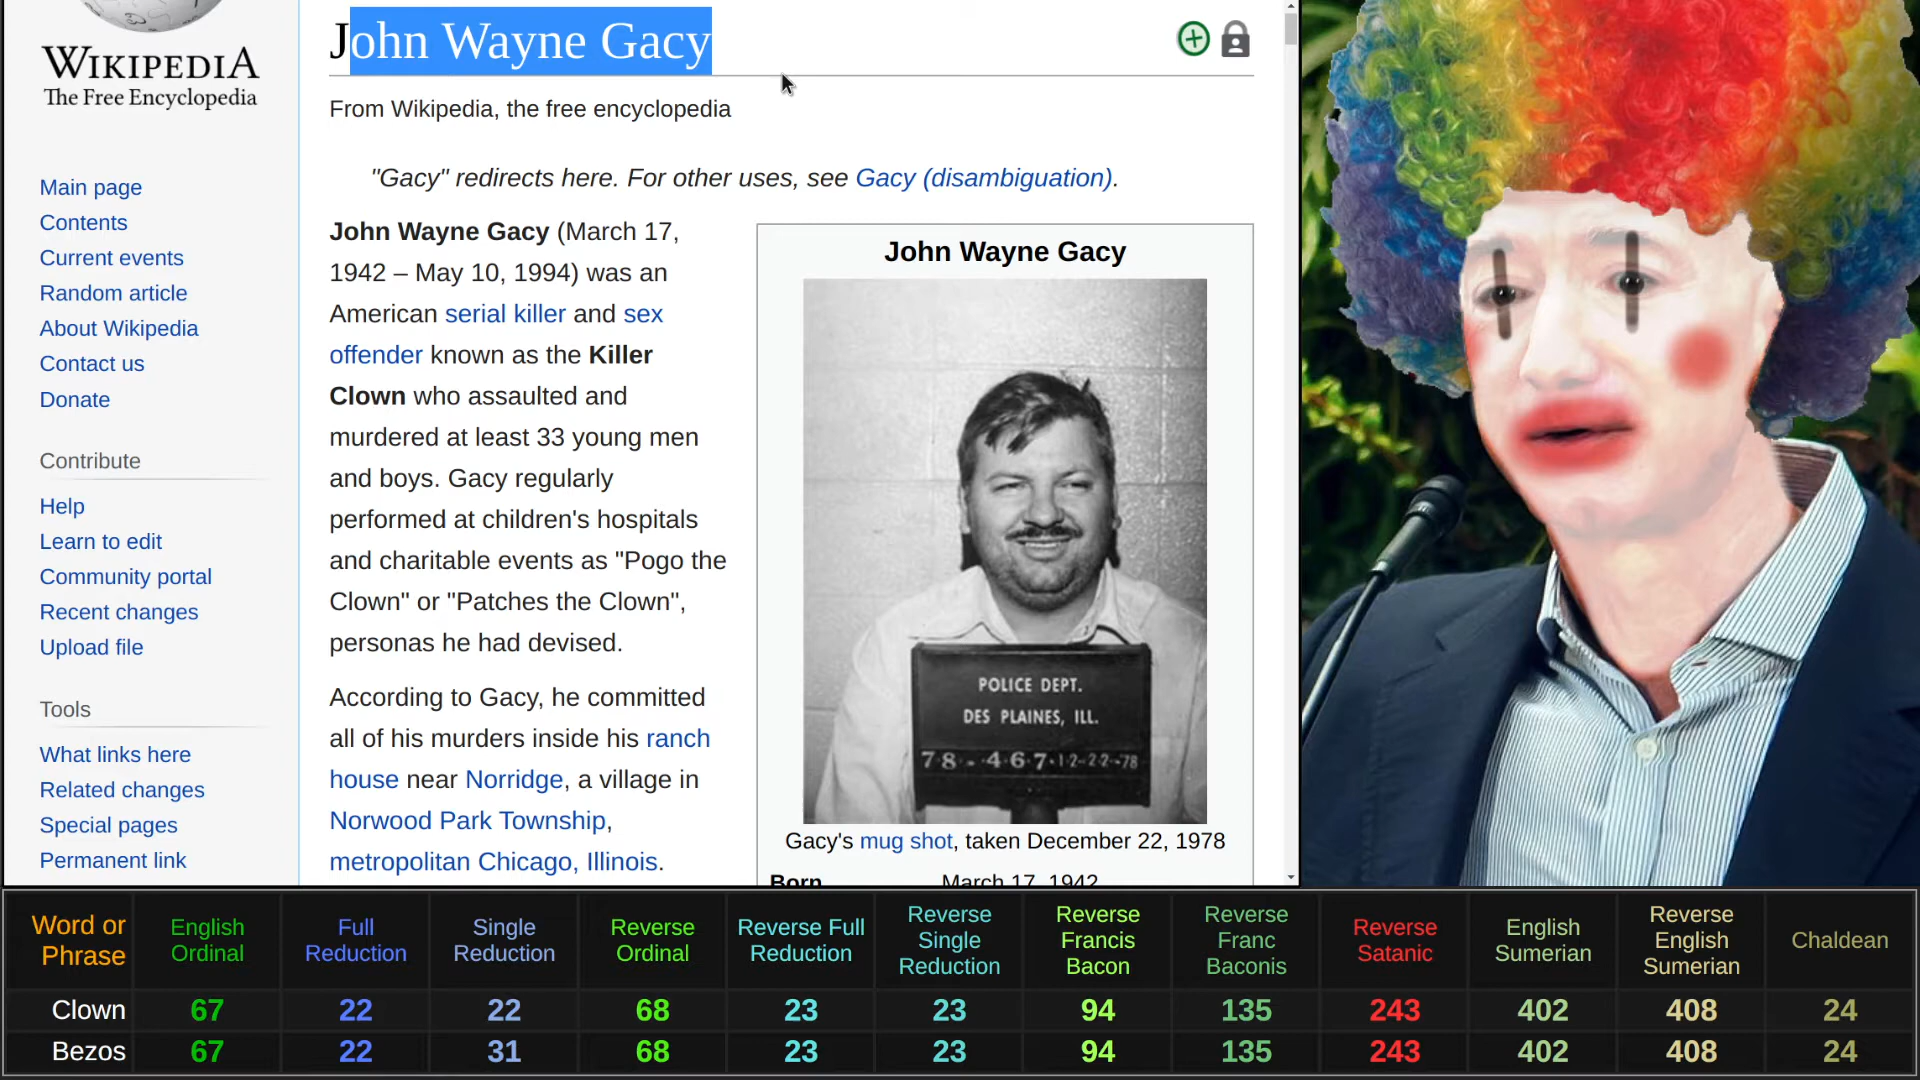 WIKIPEDIA
The Free Encyclopedia
Main page
Contents
Current events
Random article
About Wikipedia
Contact us
Donate
Contribute
Help
Learn to edit
Community portal
Recent changes
Upload file
Tools
What links here
Related changes
Special pages
Permanent link
John Wayne Gacy
From Wikipedia, the free encyclopedia
"Gacy" redirects here. For other uses, see Gacy (disambiguation).
John Wayne Gacy (March 17,
1942 – May 10, 1994) was an
American serial killer and sex
offender known as the Killer
Clown who assaulted and
murdered at least 33 young men
and boys. Gacy regularly
performed at children's hospitals
and charitable events as "Pogo the
Clown" or "Patches the Clown",
personas he had devised.
According to Gacy, he committed
all of his murders inside his ranch
house near Norridge, a village in
Norwood Park Township,
metropolitan Chicago, Illinois.
John Wayne Gacy
POLICE DEPT.
DES PLAINES, ILL.
78-467-12-22-78
Gacy's mug shot, taken December 22, 1978
Born March 17, 1942
Word or Phrase English Ordinal Full Reduction Single Reduction Reverse Ordinal Reverse Full Reduction Reverse Single Reduction Reverse Francis Bacon Reverse Franc Baconis Reverse Satanic English Sumerian Reverse English Sumerian Chaldean
Clown 67 22 22 68 23 23 94 135 243 402 408 24
Bezos 67 22 31 68 23 23 94 135 243 402 408 24